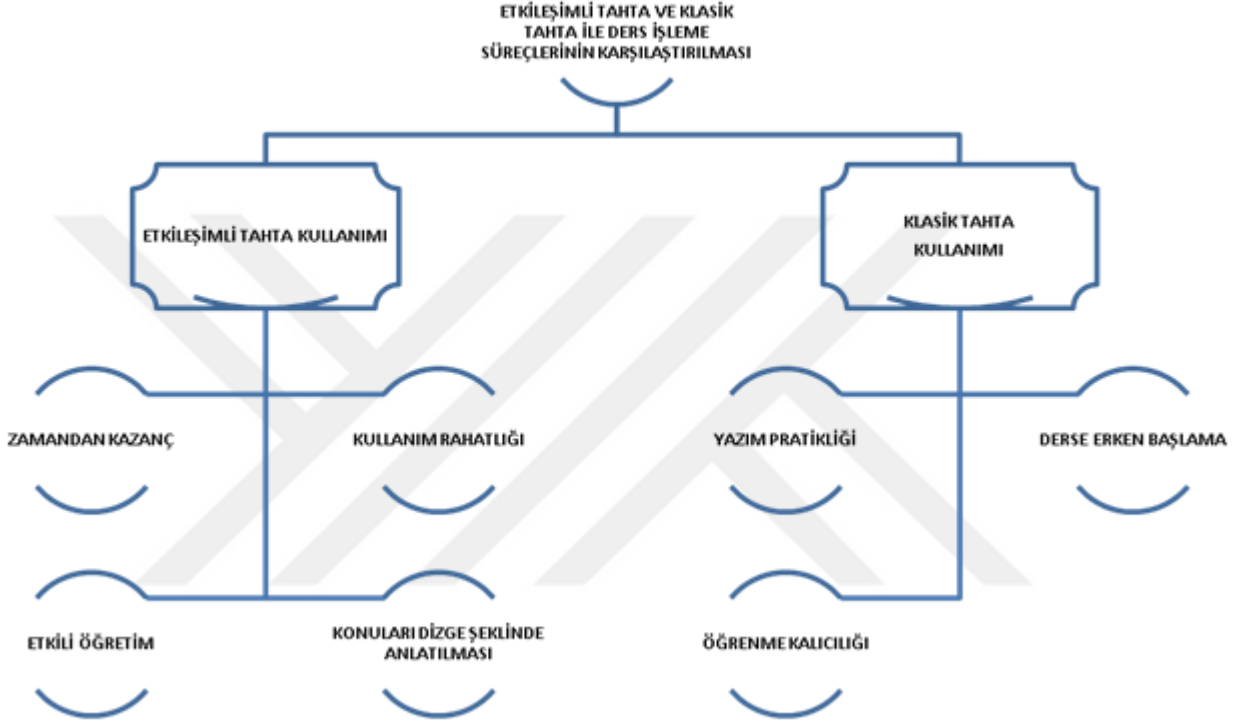 ETKİLEŞİMLİ TAHTA VE KLASİK
TAHTA İLE DERS İŞLEME
SÜREÇLERİNİN KARŞILAŞTIRILMASI
ETKİLEŞİMLİ TAHTA KULLANIMI
KLASİK TAHTA
KULLANIMI
ZAMANDAN KAZANÇ
KULLANIM RAHATLIĞI
YAZIM PRATİKLİĞİ
DERSE ERKEN BAŞLAMA
ETKİLİ ÖĞRETİM
KONULARI DİZGE ŞEKLİNDE
ANLATILMASI
ÖĞRENME KALICILIĞI